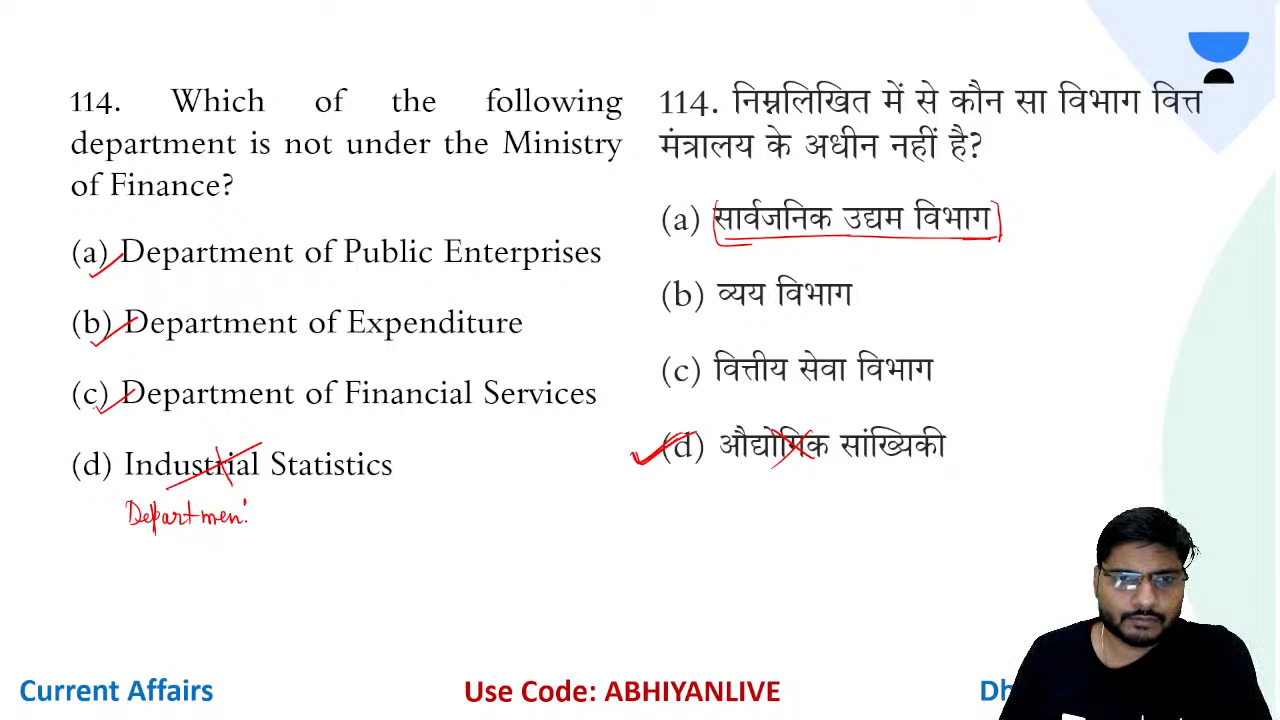 114. Which of the following
department is not under the Ministry
of Finance?
(a) Department of Public Enterprises
(b) Department of Expenditure
(c) Department of Financial Services
(d) Industrial Statistics
Departmen
114. निम्नलिखित में से कौन सा विभाग वित्त
मंत्रालय के अधीन नहीं है?
(a) सार्वजनिक उद्यम विभाग
(b) व्यय विभाग
(c) वित्तीय सेवा विभाग
(d) औद्योगिक सांख्यिकी
Current Affairs
Use Code: ABHIYANLIVE
Dh